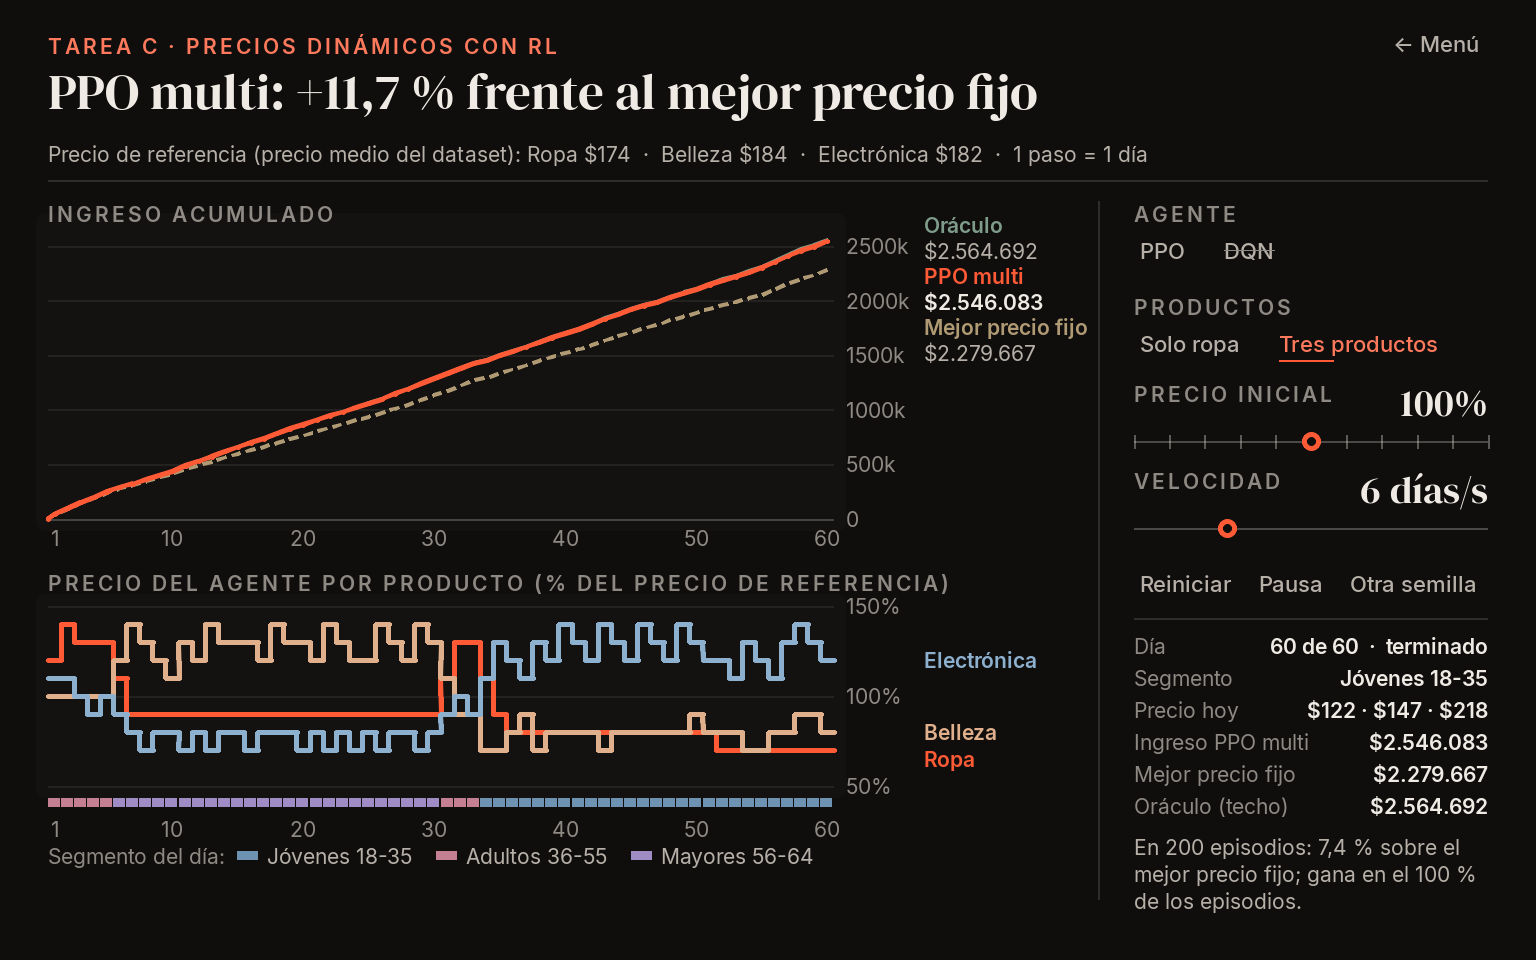 TAREA C · PRECIOS DINÁMICOS CON RL
← Menú
PPO multi: +11,7 % frente al mejor precio fijo
Precio de referencia (precio medio del dataset): Ropa $174 · Belleza $184 · Electrónica $182 · 1 paso = 1 día
INGRESO ACUMULADO
2500k
2000k
1500k
1000k
500k
0
1 10 20 30 40 50 60
Oráculo
$2.564.692
PPO multi
$2.546.083
Mejor precio fijo
$2.279.667
PRECIO DEL AGENTE POR PRODUCTO (% DEL PRECIO DE REFERENCIA)
150%
100%
50%
Electrónica
Belleza
Ropa
1 10 20 30 40 50 60
Segmento del día: Jóvenes 18-35 Adultos 36-55 Mayores 56-64
AGENTE
PPO DQN
PRODUCTOS
Solo ropa Tres productos
PRECIO INICIAL 100%
VELOCIDAD 6 días/s
Reiniciar Pausa Otra semilla
Día 60 de 60 · terminado
Segmento Jóvenes 18-35
Precio hoy $122 · $147 · $218
Ingreso PPO multi $2.546.083
Mejor precio fijo $2.279.667
Oráculo (techo) $2.564.692
En 200 episodios: 7,4 % sobre el
mejor precio fijo; gana en el 100 %
de los episodios.